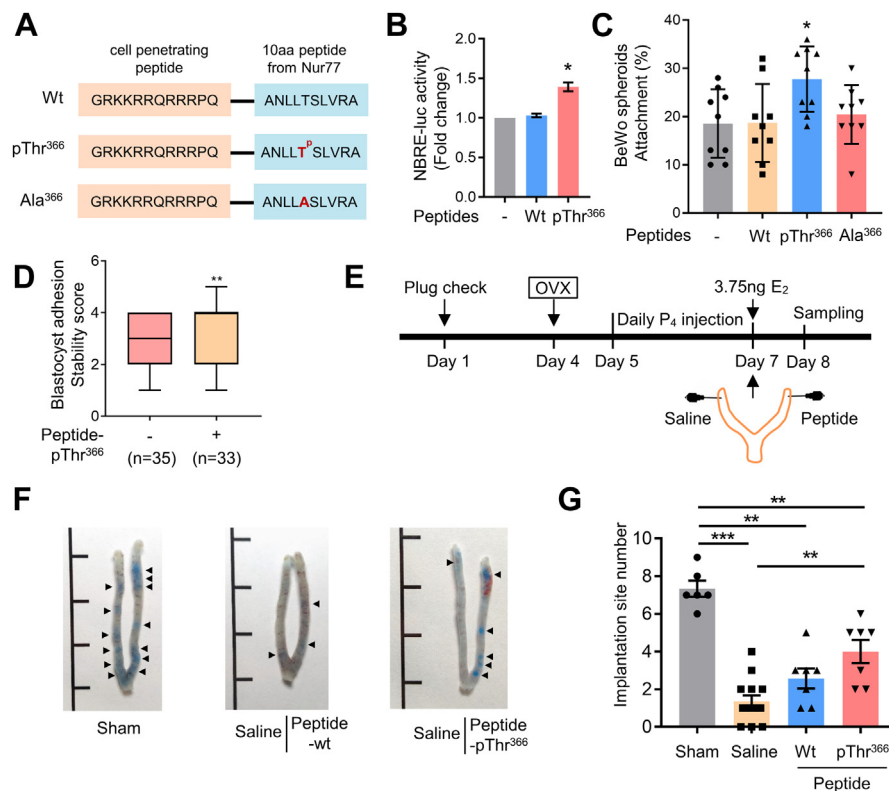 A
cell penetrating
peptide
10aa peptide
from Nur77
Wt
GRKKRRQRRRPQ
ANLLTSLVRA
pThr366
GRKKRRQRRRPQ
ANLLTpSLVRA
Ala366
GRKKRRQRRRPQ
ANLLASLVRA
B
NBRE-luc activity
(Fold change)
2.0
1.5
1.0
0.5
0.0
*
Peptides
-
Wt
pThr366
C
BeWo spheroids
Attachment (%)
40
30
20
10
0
*
Peptides
-
Wt
pThr366
Ala366
D
Blastocyst adhesion
Stability score
6
4
2
0
**
Peptide-
pThr366
-
+
(n=35)
(n=33)
E
Plug check
OVX
3.75ng E2
Daily P4 injection
Sampling
Day 1
Day 4
Day 5
Day 7
Day 8
Saline
Peptide
F
Sham
Saline
Peptide
-wt
Saline
Peptide
-pThr366
G
Implantation site number
10
8
6
4
2
0
**
**
***
**
Sham
Saline
Wt
pThr366
Peptide